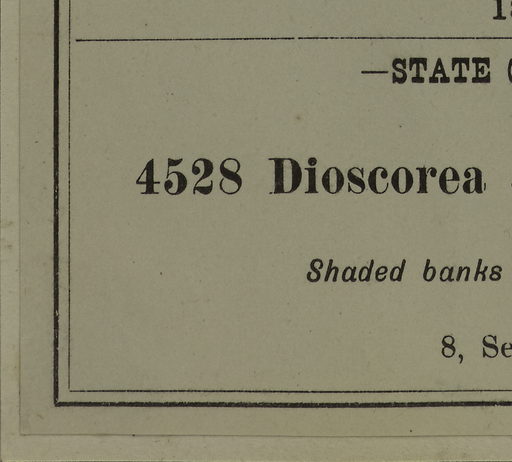 —STATE
4528 Dioscorea
Shaded banks
8, Se